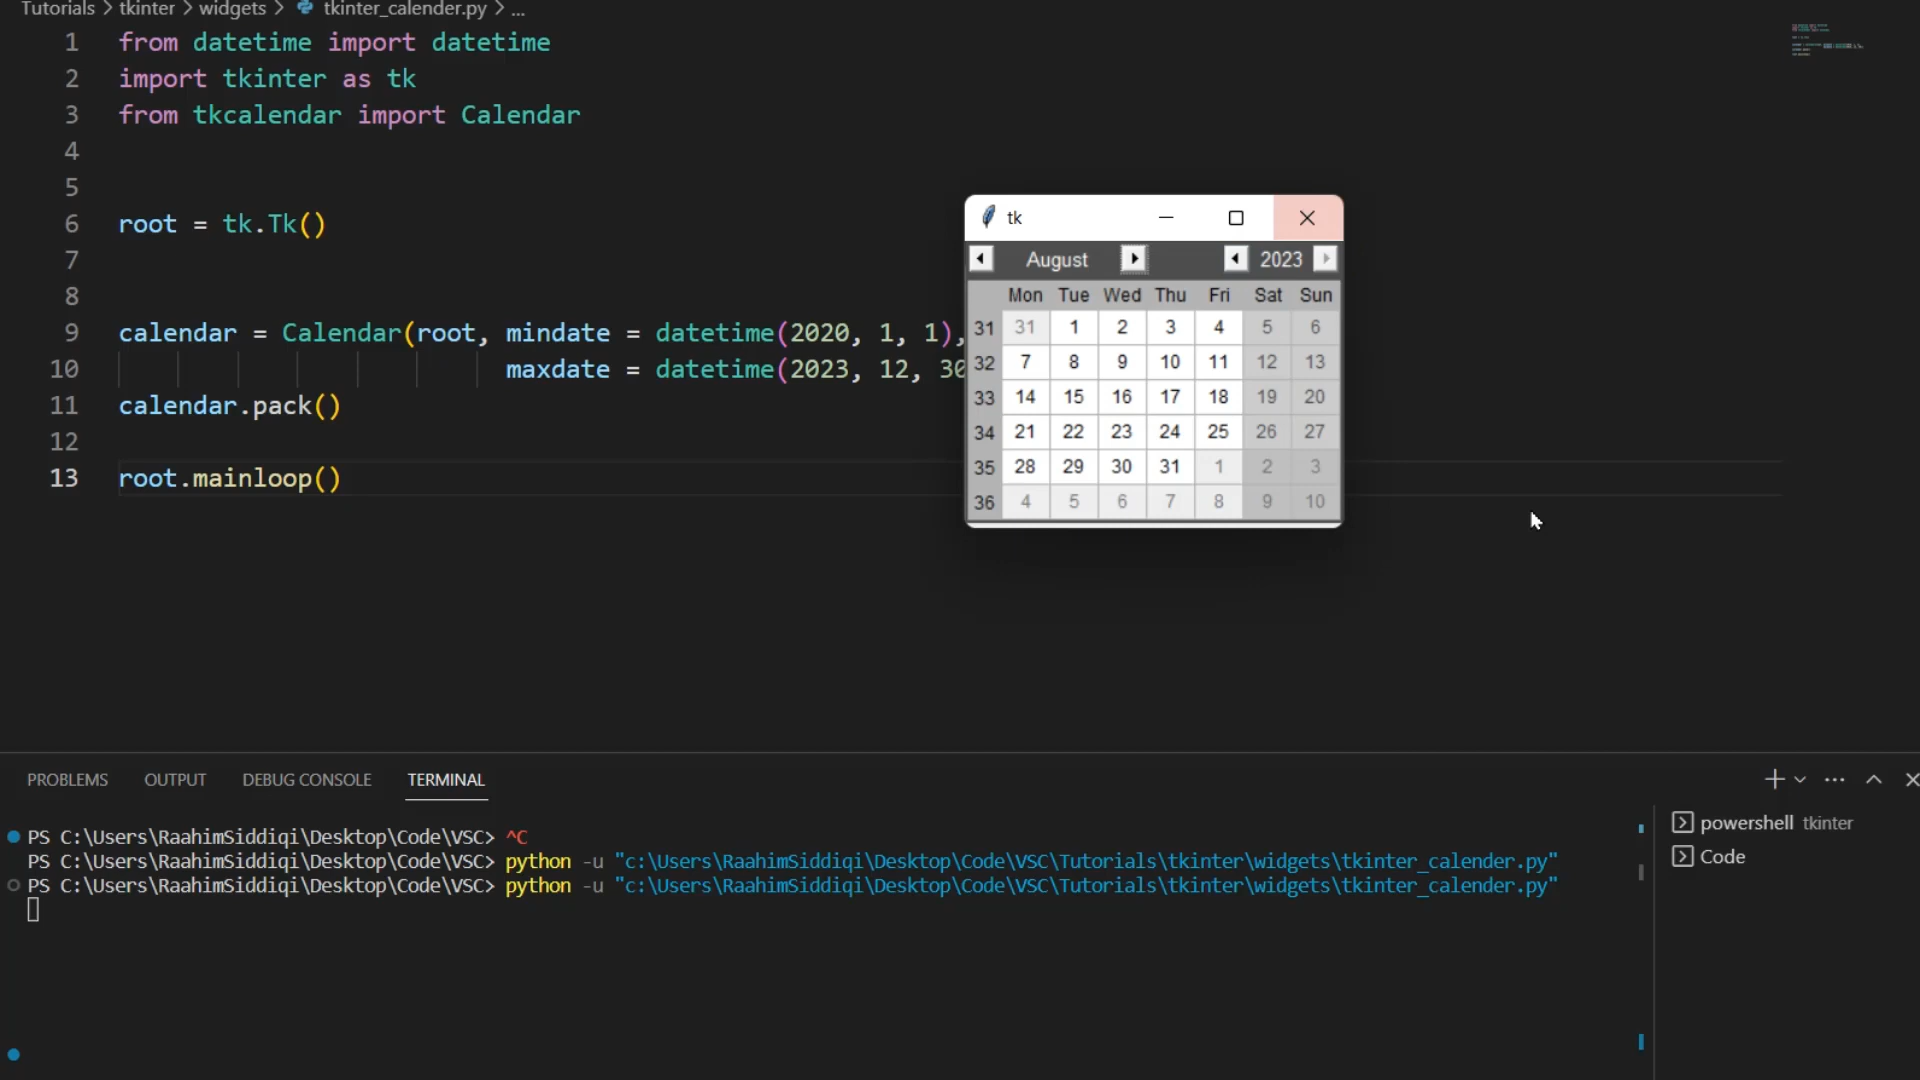 Tutorials > tkinter > widgets > tkinter_calender.py > ...
1 from datetime import datetime
2 import tkinter as tk
3 from tkcalendar import Calendar
4
5
6 root = tk.Tk()
7
8
9 calendar = Calendar(root, mindate = datetime(2020, 1, 1),
10 maxdate = datetime(2023, 12, 30
11 calendar.pack()
12
13 root.mainloop()
tk
August 2023
Mon Tue Wed Thu Fri Sat Sun
31 31 1 2 3 4 5 6
32 7 8 9 10 11 12 13
33 14 15 16 17 18 19 20
34 21 22 23 24 25 26 27
35 28 29 30 31 1 2 3
36 4 5 6 7 8 9 10
PROBLEMS OUTPUT DEBUG CONSOLE TERMINAL
PS C:\Users\RaahimSiddiqi\Desktop\Code\VSC> ^C
PS C:\Users\RaahimSiddiqi\Desktop\Code\VSC> python -u "c:\Users\RaahimSiddiqi\Desktop\Code\VSC\Tutorials\tkinter\widgets\tkinter_calender.py"
PS C:\Users\RaahimSiddiqi\Desktop\Code\VSC> python -u "c:\Users\RaahimSiddiqi\Desktop\Code\VSC\Tutorials\tkinter\widgets\tkinter_calender.py"
powershell tkinter
Code